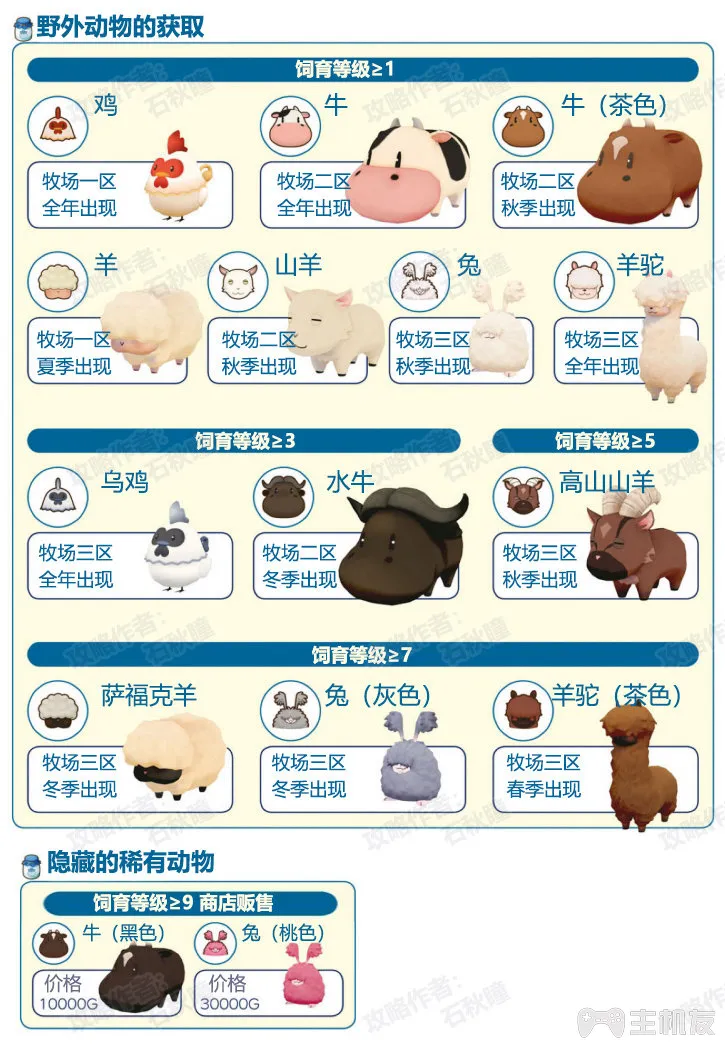 野外动物的获取
饲育等级≥1
鸡
牧场一区
全年出现
牛
牧场二区
全年出现
牛（茶色）
牧场二区
秋季出现
羊
牧场一区
夏季出现
山羊
牧场二区
秋季出现
兔
牧场三区
秋季出现
羊驼
牧场三区
全年出现
饲育等级≥3
乌鸡
牧场三区
全年出现
水牛
牧场二区
冬季出现
饲育等级≥5
高山山羊
牧场三区
秋季出现
饲育等级≥7
萨福克羊
牧场三区
冬季出现
兔（灰色）
牧场三区
冬季出现
羊驼（茶色）
牧场三区
春季出现
隐藏的稀有动物
饲育等级≥9 商店贩售
牛（黑色）
价格
10000G
兔（桃色）
价格
30000G
攻略作者：
石秋瞳
主机友